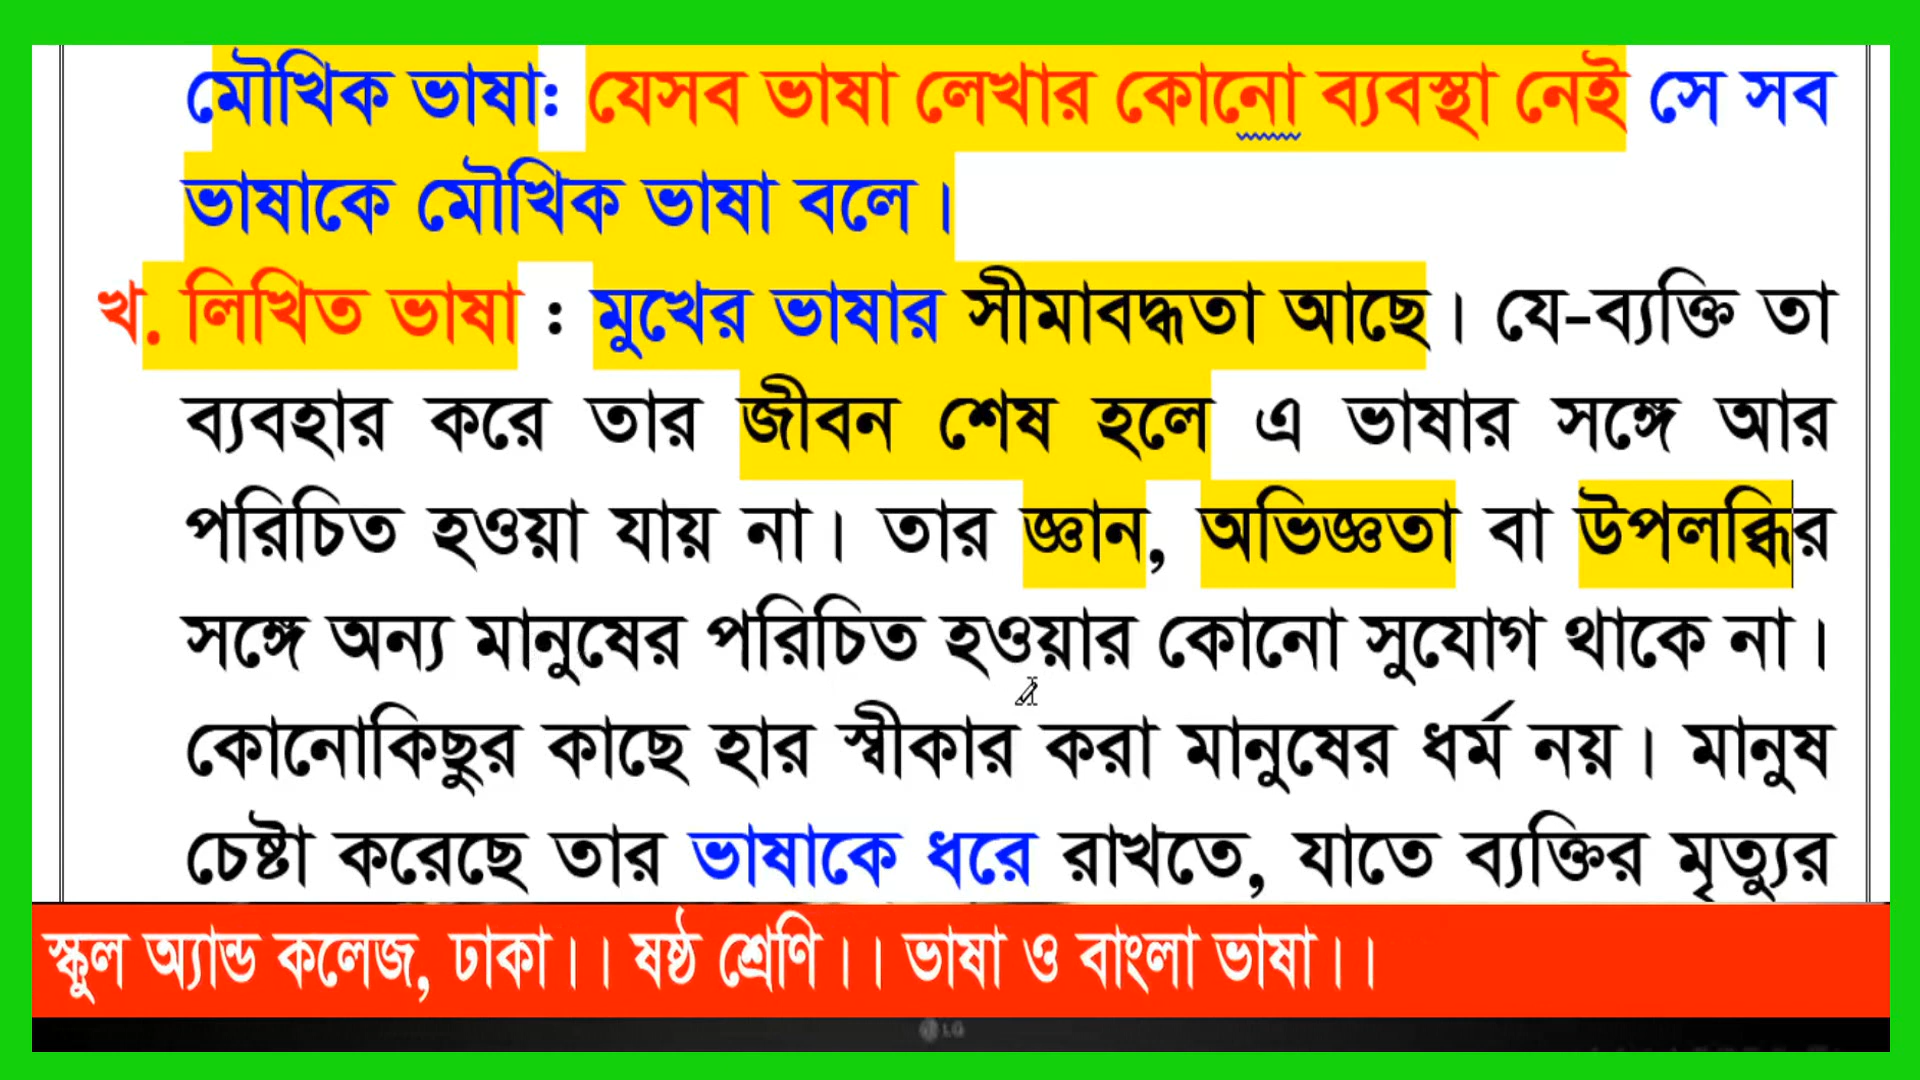 মৌখিক ভাষা: যেসব ভাষা লেখার কোনো ব্যবস্থা নেই সে সব
ভাষাকে মৌখিক ভাষা বলে।
খ. লিখিত ভাষা : মুখের ভাষার সীমাবদ্ধতা আছে। যে-ব্যক্তি তা
ব্যবহার করে তার জীবন শেষ হলে এ ভাষার সঙ্গে আর
পরিচিত হওয়া যায় না। তার জ্ঞান, অভিজ্ঞতা বা উপলব্ধির
সঙ্গে অন্য মানুষের পরিচিত হওয়ার কোনো সুযোগ থাকে না।
কোনোকিছুর কাছে হার স্বীকার করা মানুষের ধর্ম নয়। মানুষ
চেষ্টা করেছে তার ভাষাকে ধরে রাখতে, যাতে ব্যক্তির মৃত্যুর
স্কুল অ্যান্ড কলেজ, ঢাকা।। ষষ্ঠ শ্রেণি।। ভাষা ও বাংলা ভাষা।।
LG